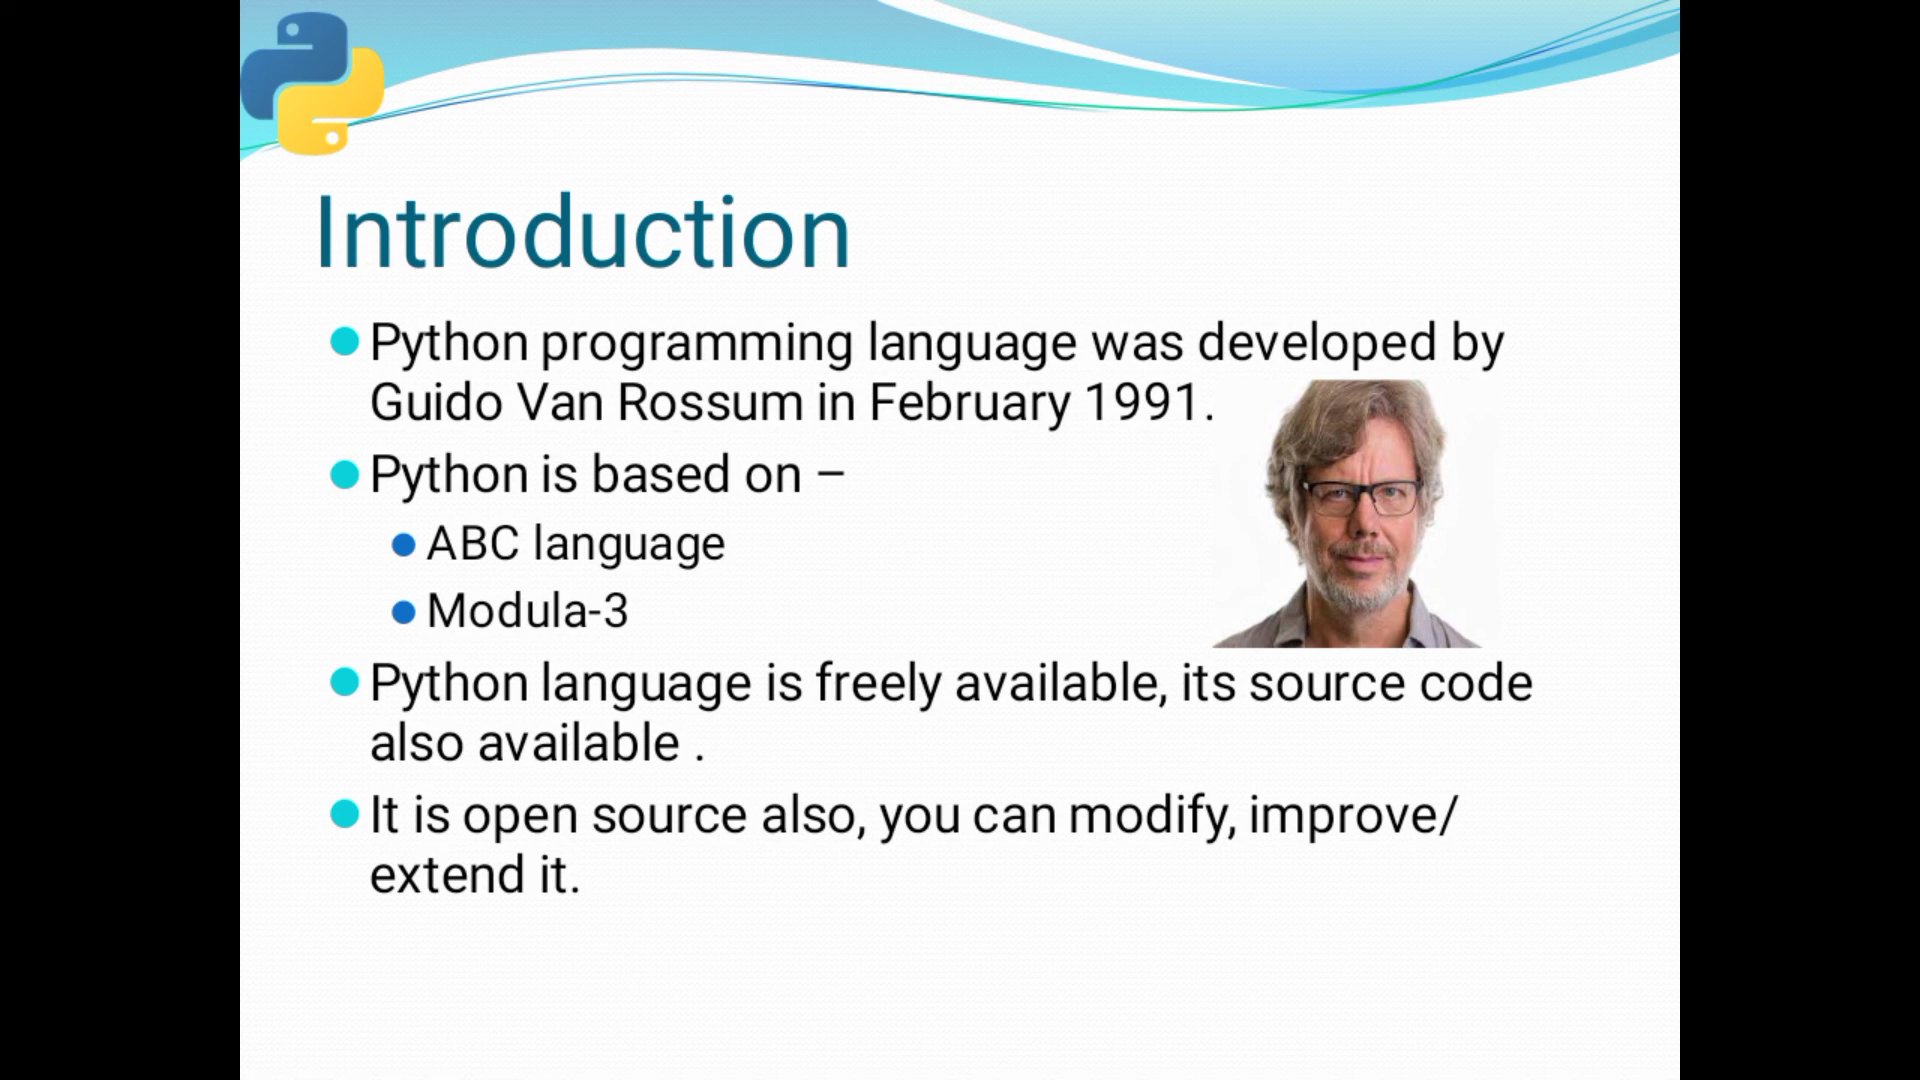 Introduction
Python programming language was developed by
Guido Van Rossum in February 1991.
Python is based on –
ABC language
Modula-3
Python language is freely available, its source code
also available .
It is open source also, you can modify, improve/
extend it.